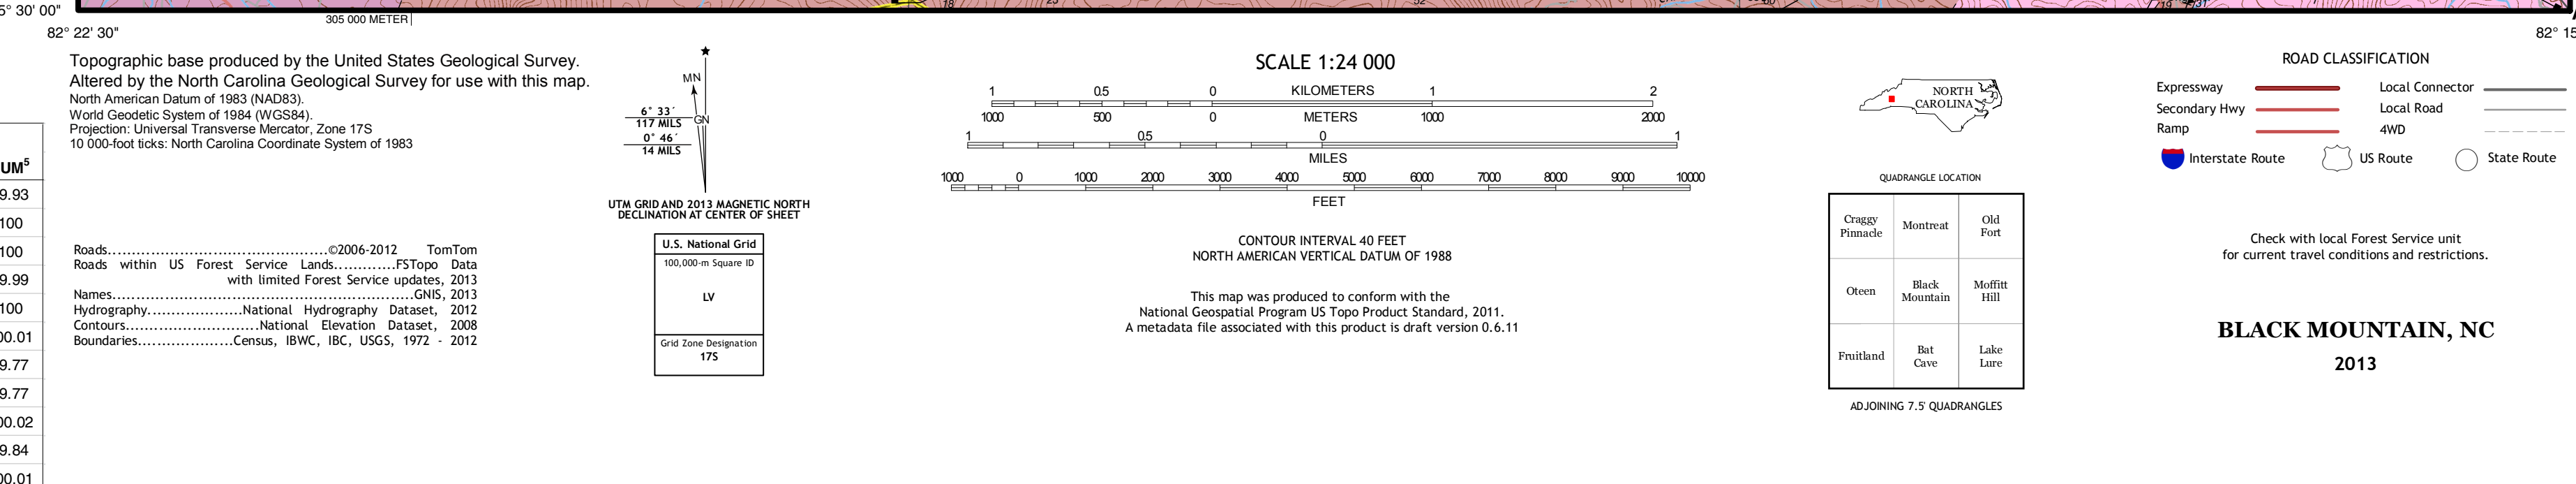 5° 30' 00"
305 000 METER
82° 22' 30"
82° 15
UM5
9.93
100
100
9.99
100
00.01
9.77
9.77
00.02
9.84
00.01
Topographic base produced by the United States Geological Survey.
Altered by the North Carolina Geological Survey for use with this map.
North American Datum of 1983 (NAD83).
World Geodetic System of 1984 (WGS84).
Projection: Universal Transverse Mercator, Zone 17S
10 000-foot ticks: North Carolina Coordinate System of 1983
Roads............................................©2006-2012 TomTom
Roads within US Forest Service Lands............FSTopo Data
with limited Forest Service updates, 2013
Names...............................................................GNIS, 2013
Hydrography....................National Hydrography Dataset, 2012
Contours............................National Elevation Dataset, 2008
Boundaries....................Census, IBWC, IBC, USGS, 1972 - 2012
MN
GN
6° 33´
117 MILS
0° 46´
14 MILS
UTM GRID AND 2013 MAGNETIC NORTH
DECLINATION AT CENTER OF SHEET
U.S. National Grid
100,000-m Square ID
LV
Grid Zone Designation
17S
SCALE 1:24 000
1 0.5 0 KILOMETERS 1 2
1000 500 0 METERS 1000 2000
1 0.5 0 1
MILES
1000 0 1000 2000 3000 4000 5000 6000 7000 8000 9000 10000
FEET
CONTOUR INTERVAL 40 FEET
NORTH AMERICAN VERTICAL DATUM OF 1988
This map was produced to conform with the
National Geospatial Program US Topo Product Standard, 2011.
A metadata file associated with this product is draft version 0.6.11
NORTH
CAROLINA
QUADRANGLE LOCATION
Craggy
Pinnacle
Montreat
Old
Fort
Oteen
Black
Mountain
Moffitt
Hill
Fruitland
Bat
Cave
Lake
Lure
ADJOINING 7.5' QUADRANGLES
ROAD CLASSIFICATION
Expressway
Local Connector
Secondary Hwy
Local Road
Ramp
4WD
Interstate Route
US Route
State Route
Check with local Forest Service unit
for current travel conditions and restrictions.
BLACK MOUNTAIN, NC
2013